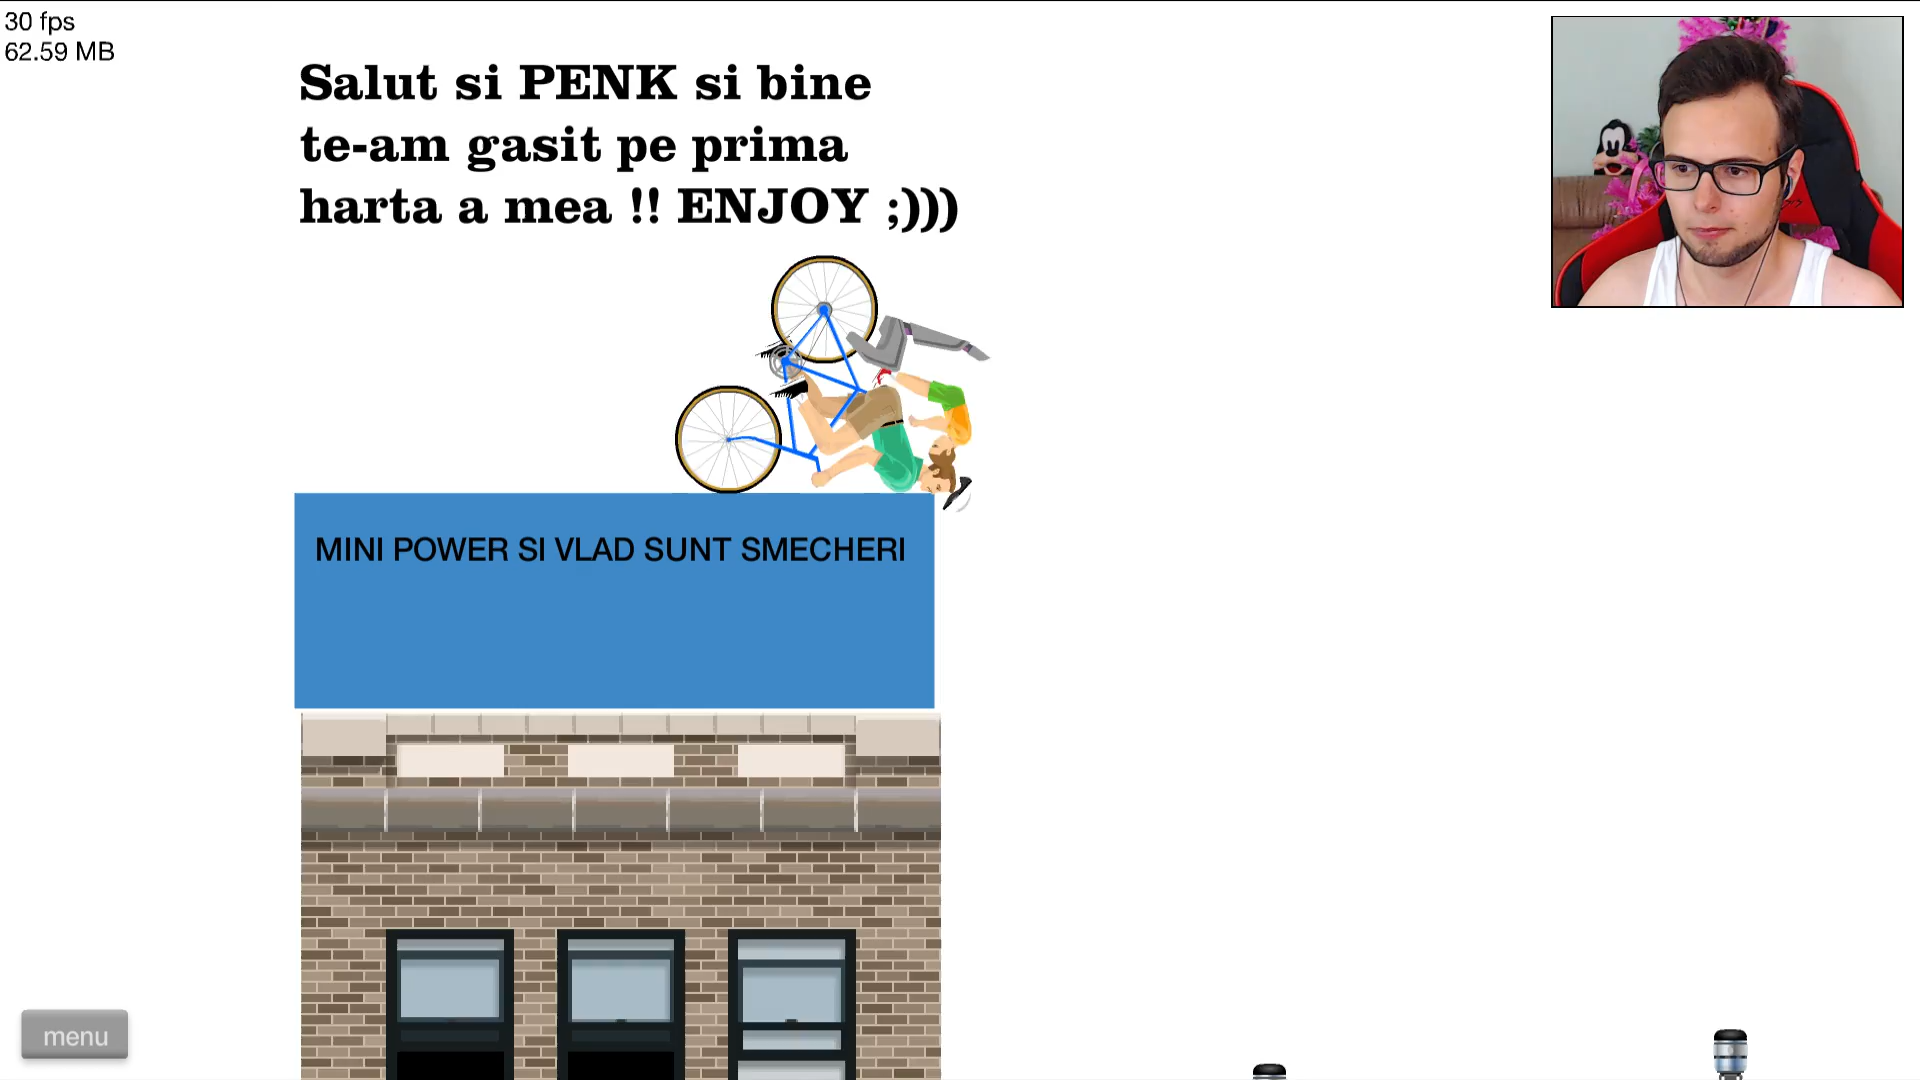 30 fps
62.59 MB
Salut si PENK si bine
te-am gasit pe prima
harta a mea !! ENJOY ;)))
MINI POWER SI VLAD SUNT SMECHERI
menu